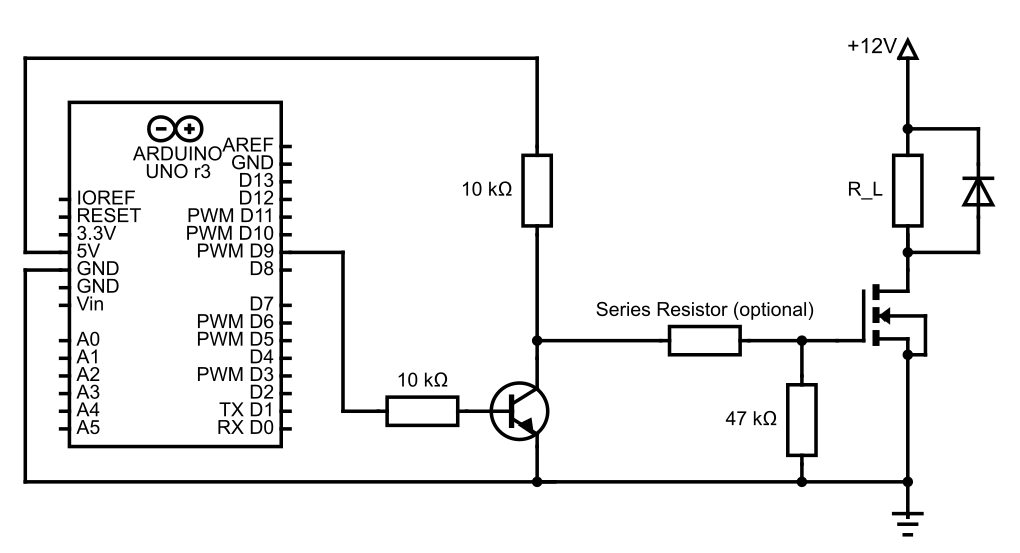 +12V
ARDUINO
UNO r3
AREF
GND
D13
D12
PWM D11
PWM D10
PWM D9
D8
D7
PWM D6
PWM D5
D4
PWM D3
D2
TX D1
RX D0
IOREF
RESET
3.3V
5V
GND
GND
Vin
A0
A1
A2
A3
A4
A5
10 kΩ
10 kΩ
Series Resistor (optional)
47 kΩ
R_L